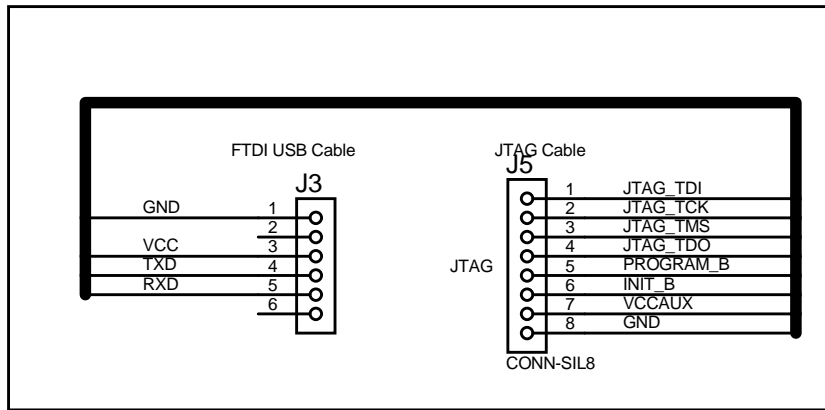 FTDI USB Cable
J3
GND 1
2
VCC 3
TXD 4
RXD 5
6
JTAG Cable
J5
JTAG
1 JTAG_TDI
2 JTAG_TCK
3 JTAG_TMS
4 JTAG_TDO
5 PROGRAM_B
6 INIT_B
7 VCCAUX
8 GND
CONN-SIL8